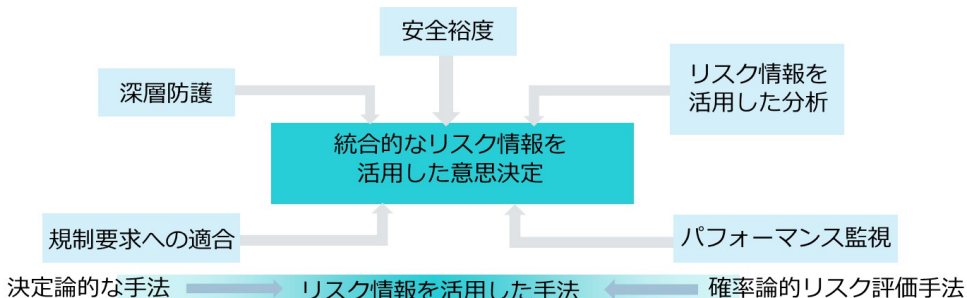 安全裕度
深層防護
リスク情報を
活用した分析
統合的なリスク情報を
活用した意思決定
規制要求への適合
パフォーマンス監視
決定論的な手法
リスク情報を活用した手法
確率論的リスク評価手法